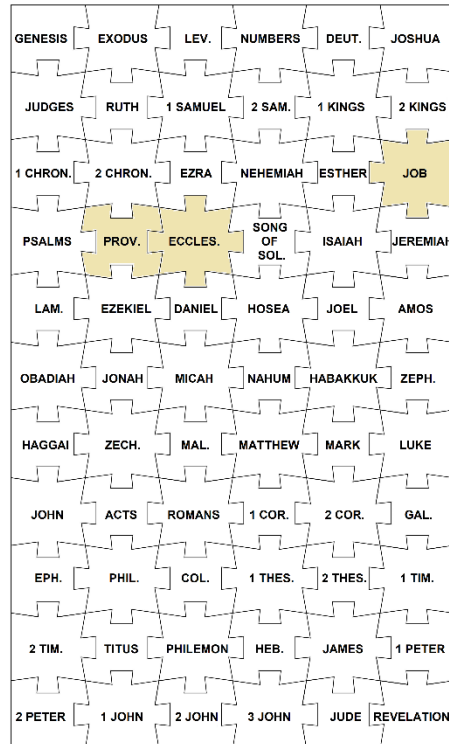 GENESIS EXODUS LEV. NUMBERS DEUT. JOSHUA
JUDGES RUTH 1 SAMUEL 2 SAM. 1 KINGS 2 KINGS
1 CHRON. 2 CHRON. EZRA NEHEMIAH ESTHER JOB
PSALMS PROV. ECCLES. SONG OF SOL. ISAIAH JEREMIAH
LAM. EZEKIEL DANIEL HOSEA JOEL AMOS
OBADIAH JONAH MICAH NAHUM HABAKKUK ZEPH.
HAGGAI ZECH. MAL. MATTHEW MARK LUKE
JOHN ACTS ROMANS 1 COR. 2 COR. GAL.
EPH. PHIL. COL. 1 THES. 2 THES. 1 TIM.
2 TIM. TITUS PHILEMON HEB. JAMES 1 PETER
2 PETER 1 JOHN 2 JOHN 3 JOHN JUDE REVELATION